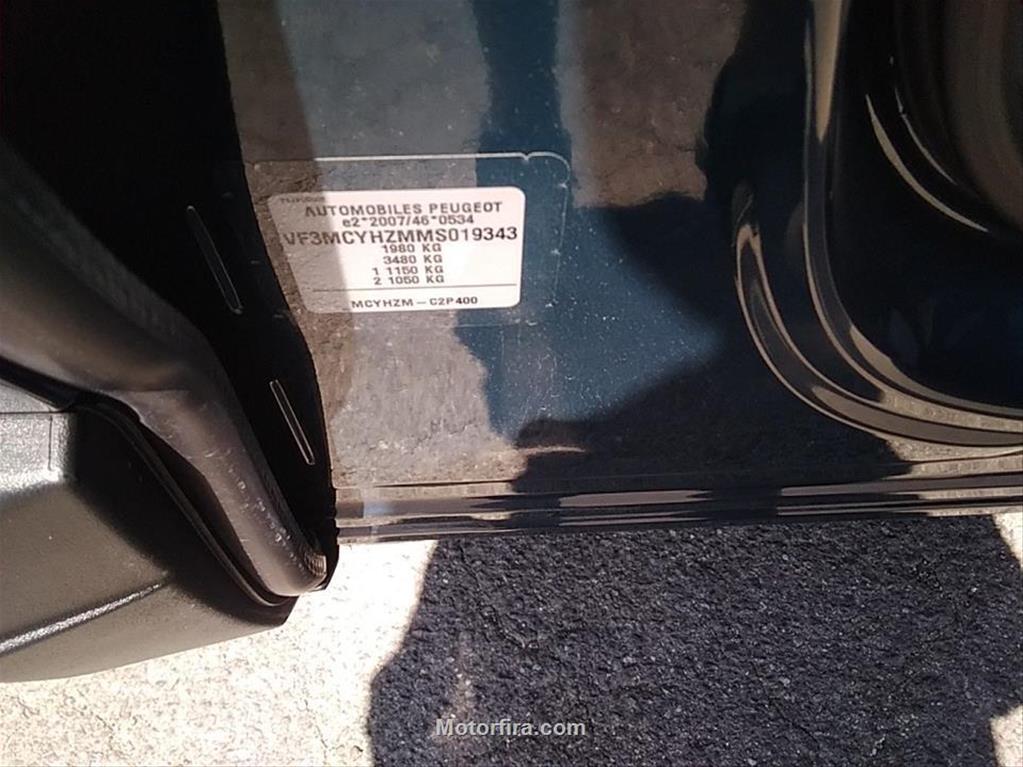 AUTOMOBILES PEUGEOT
e2*2007/46*0534
VF3MCYHZMMS019343
1980 KG
3480 KG
1 1150 KG
2 1050 KG
MCYHZM - C2P400
Motorfira.com